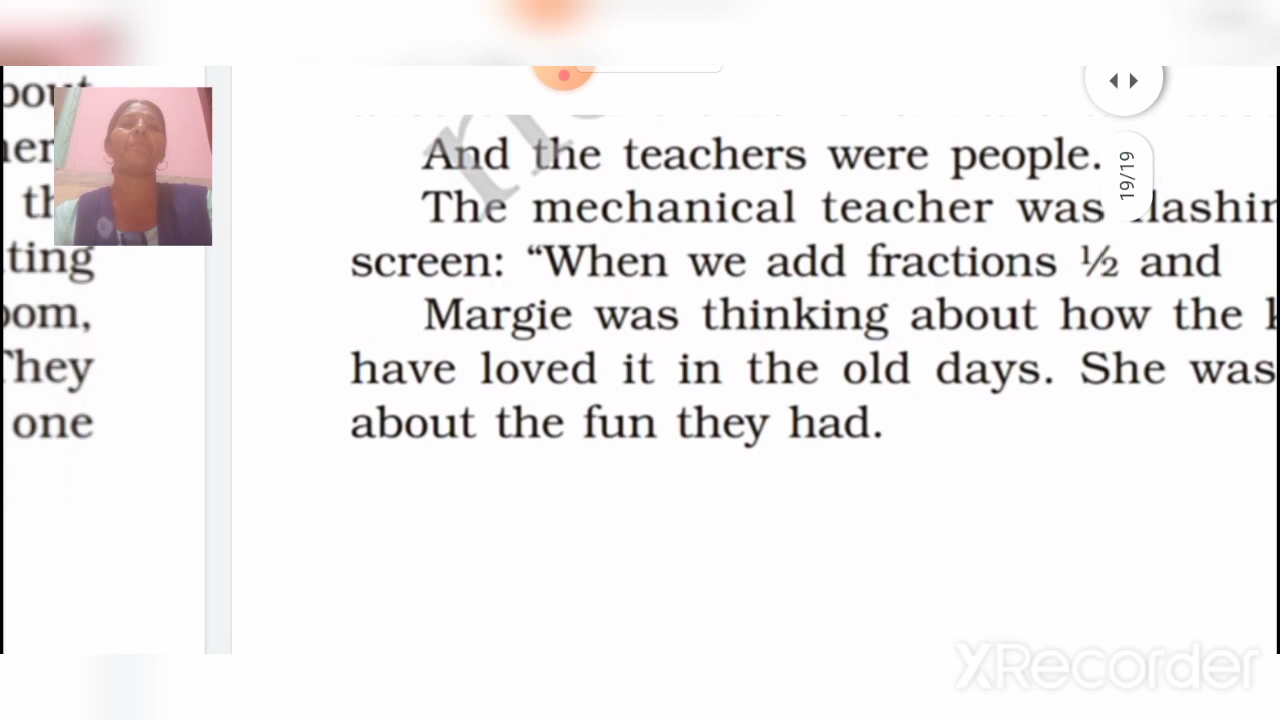 ting
They
one
And the teachers were people.
The mechanical teacher was
screen: “When we add fractions ½ and
Margie was thinking about how the
have loved it in the old days. She was
about the fun they had.
16/19
XRecorder